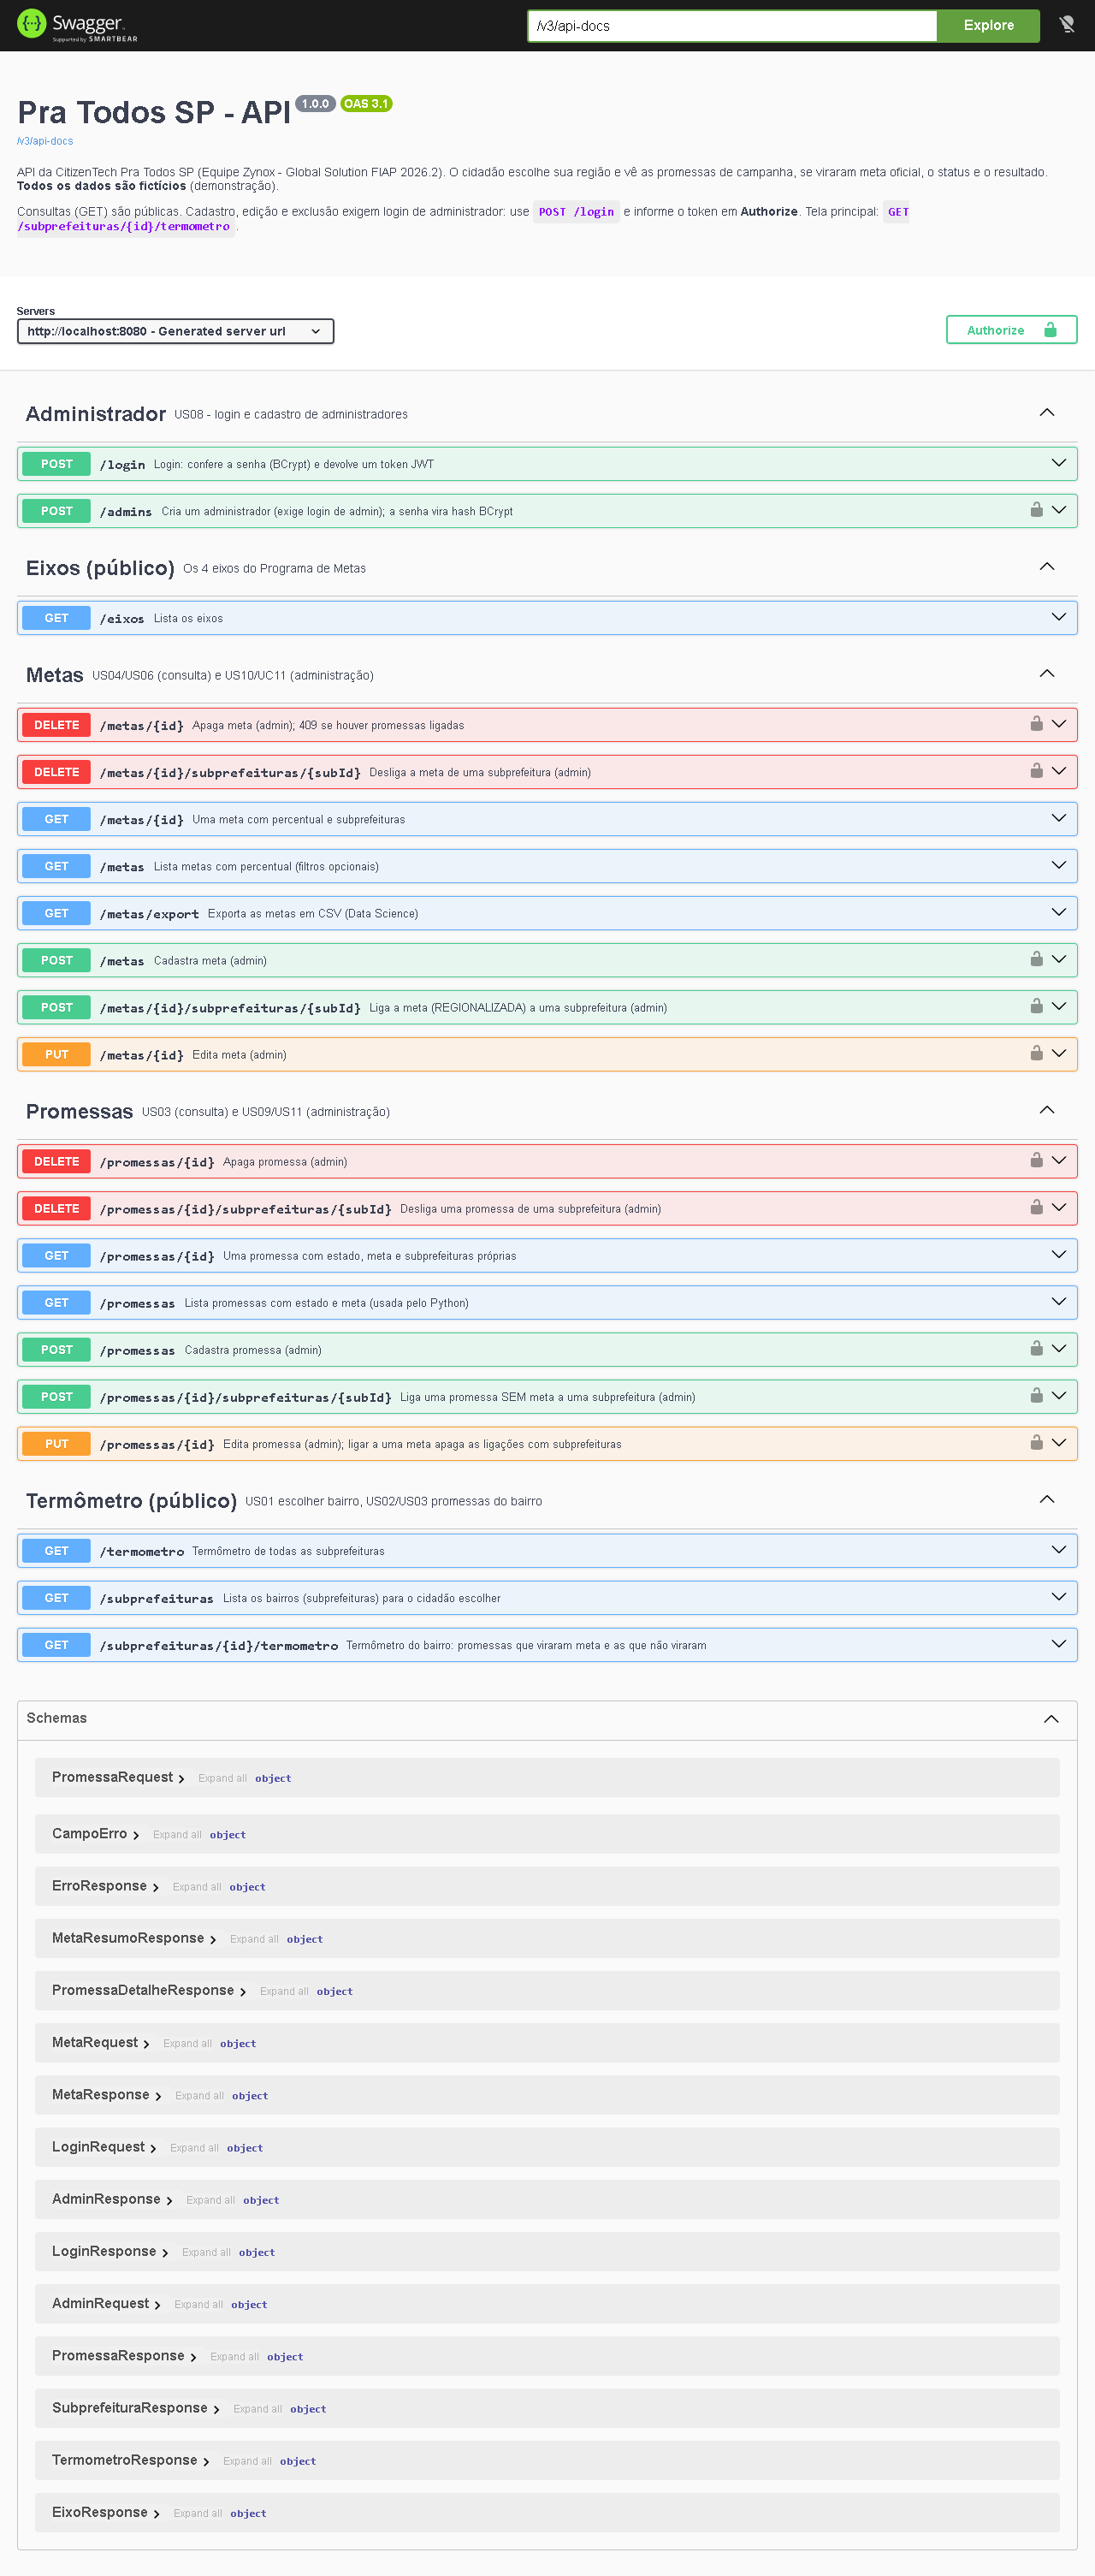 Swagger
Supported by SMARTBEAR
/v3/api-docs
Explore
Pra Todos SP - API 1.0.0 OAS 3.1
/v3/api-docs
API da CitizenTech Pra Todos SP (Equipe Zynox - Global Solution FIAP 2026.2). O cidadão escolhe sua região e vê as promessas de campanha, se viraram meta oficial, o status e o resultado.
Todos os dados são fictícios (demonstração).
Consultas (GET) são públicas. Cadastro, edição e exclusão exigem login de administrador: use POST /login e informe o token em Authorize. Tela principal: GET
/subprefeituras/{id}/termometro .
Servers
http://localhost:8080 - Generated server url
Authorize
Administrador US08 - login e cadastro de administradores
POST /login Login: confere a senha (BCrypt) e devolve um token JWT
POST /admins Cria um administrador (exige login de admin); a senha vira hash BCrypt
Eixos (público) Os 4 eixos do Programa de Metas
GET /eixos Lista os eixos
Metas US04/US06 (consulta) e US10/UC11 (administração)
DELETE /metas/{id} Apaga meta (admin); 409 se houver promessas ligadas
DELETE /metas/{id}/subprefeituras/{subId} Desliga a meta de uma subprefeitura (admin)
GET /metas/{id} Uma meta com percentual e subprefeituras
GET /metas Lista metas com percentual (filtros opcionais)
GET /metas/export Exporta as metas em CSV (Data Science)
POST /metas Cadastra meta (admin)
POST /metas/{id}/subprefeituras/{subId} Liga a meta (REGIONALIZADA) a uma subprefeitura (admin)
PUT /metas/{id} Edita meta (admin)
Promessas US03 (consulta) e US09/US11 (administração)
DELETE /promessas/{id} Apaga promessa (admin)
DELETE /promessas/{id}/subprefeituras/{subId} Desliga uma promessa de uma subprefeitura (admin)
GET /promessas/{id} Uma promessa com estado, meta e subprefeituras próprias
GET /promessas Lista promessas com estado e meta (usada pelo Python)
POST /promessas Cadastra promessa (admin)
POST /promessas/{id}/subprefeituras/{subId} Liga uma promessa SEM meta a uma subprefeitura (admin)
PUT /promessas/{id} Edita promessa (admin); ligar a uma meta apaga as ligações com subprefeituras
Termômetro (público) US01 escolher bairro, US02/US03 promessas do bairro
GET /termometro Termômetro de todas as subprefeituras
GET /subprefeituras Lista os bairros (subprefeituras) para o cidadão escolher
GET /subprefeituras/{id}/termometro Termômetro do bairro: promessas que viraram meta e as que não viraram
Schemas
PromessaRequest Expand all object
CampoErro Expand all object
ErroResponse Expand all object
MetaResumoResponse Expand all object
PromessaDetalheResponse Expand all object
MetaRequest Expand all object
MetaResponse Expand all object
LoginRequest Expand all object
AdminResponse Expand all object
LoginResponse Expand all object
AdminRequest Expand all object
PromessaResponse Expand all object
SubprefeituraResponse Expand all object
TermometroResponse Expand all object
EixoResponse Expand all object